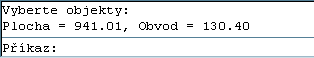 Vyberte objekty:
Plocha = 941.01, Obvod = 130.40
Příkaz: